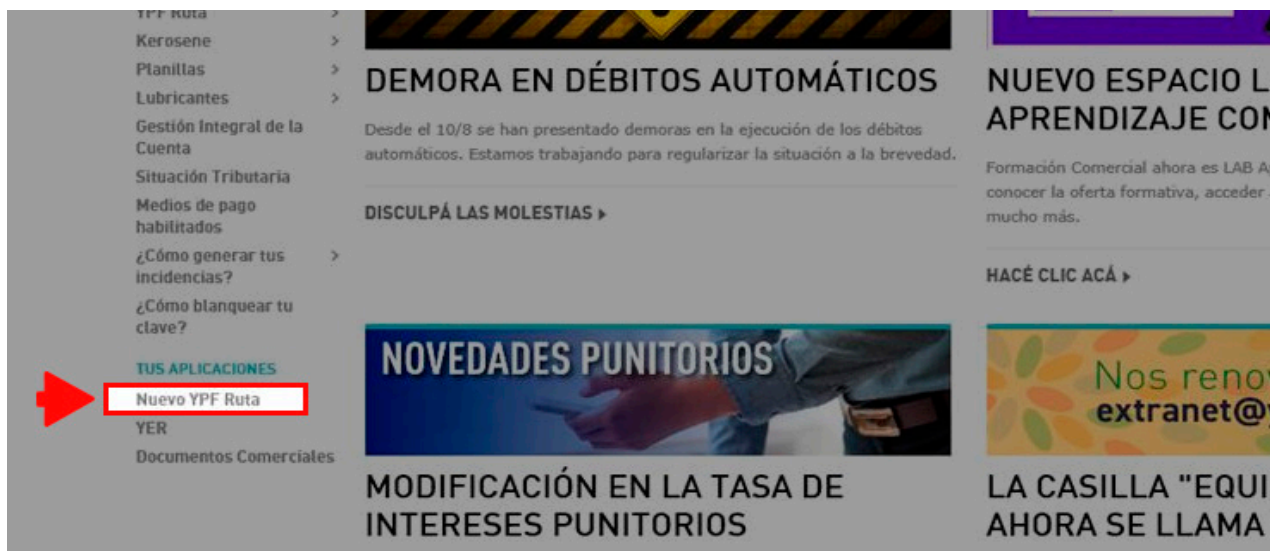 YPF Ruta
Kerosene
Planillas
Lubricantes
Gestión Integral de la
Cuenta
Situación Tributaria
Medios de pago
habilitados
¿Cómo generar tus
incidencias?
¿Cómo blanquear tu
clave?
TUS APLICACIONES
Nuevo YPF Ruta
YER
Documentos Comerciales
DEMORA EN DÉBITOS AUTOMÁTICOS
Desde el 10/8 se han presentado demoras en la ejecución de los débitos
automáticos. Estamos trabajando para regularizar la situación a la brevedad.
DISCULPÁ LAS MOLESTIAS
NOVEDADES PUNITORIOS
MODIFICACIÓN EN LA TASA DE
INTERESES PUNITORIOS
NUEVO ESPACIO L
APRENDIZAJE CON
Formación Comercial ahora es LAB A
conocer la oferta formativa, acceder
mucho más.
HACÉ CLIC ACÁ
Nos reno
extranet@y
LA CASILLA "EQUI
AHORA SE LLAMA